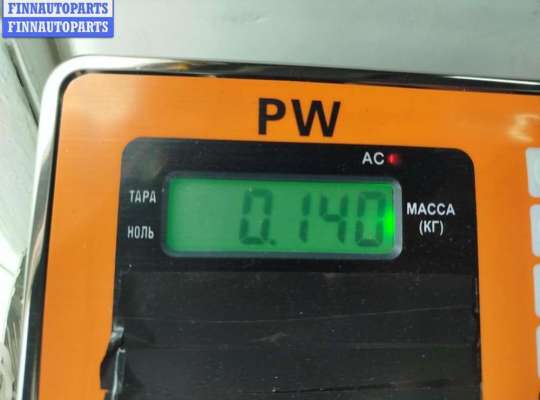 FINNAUTOPARTS
FINNAUTOPARTS
PW
AC
ТАРА
0.140
МАССА
НОЛЬ
(КГ)